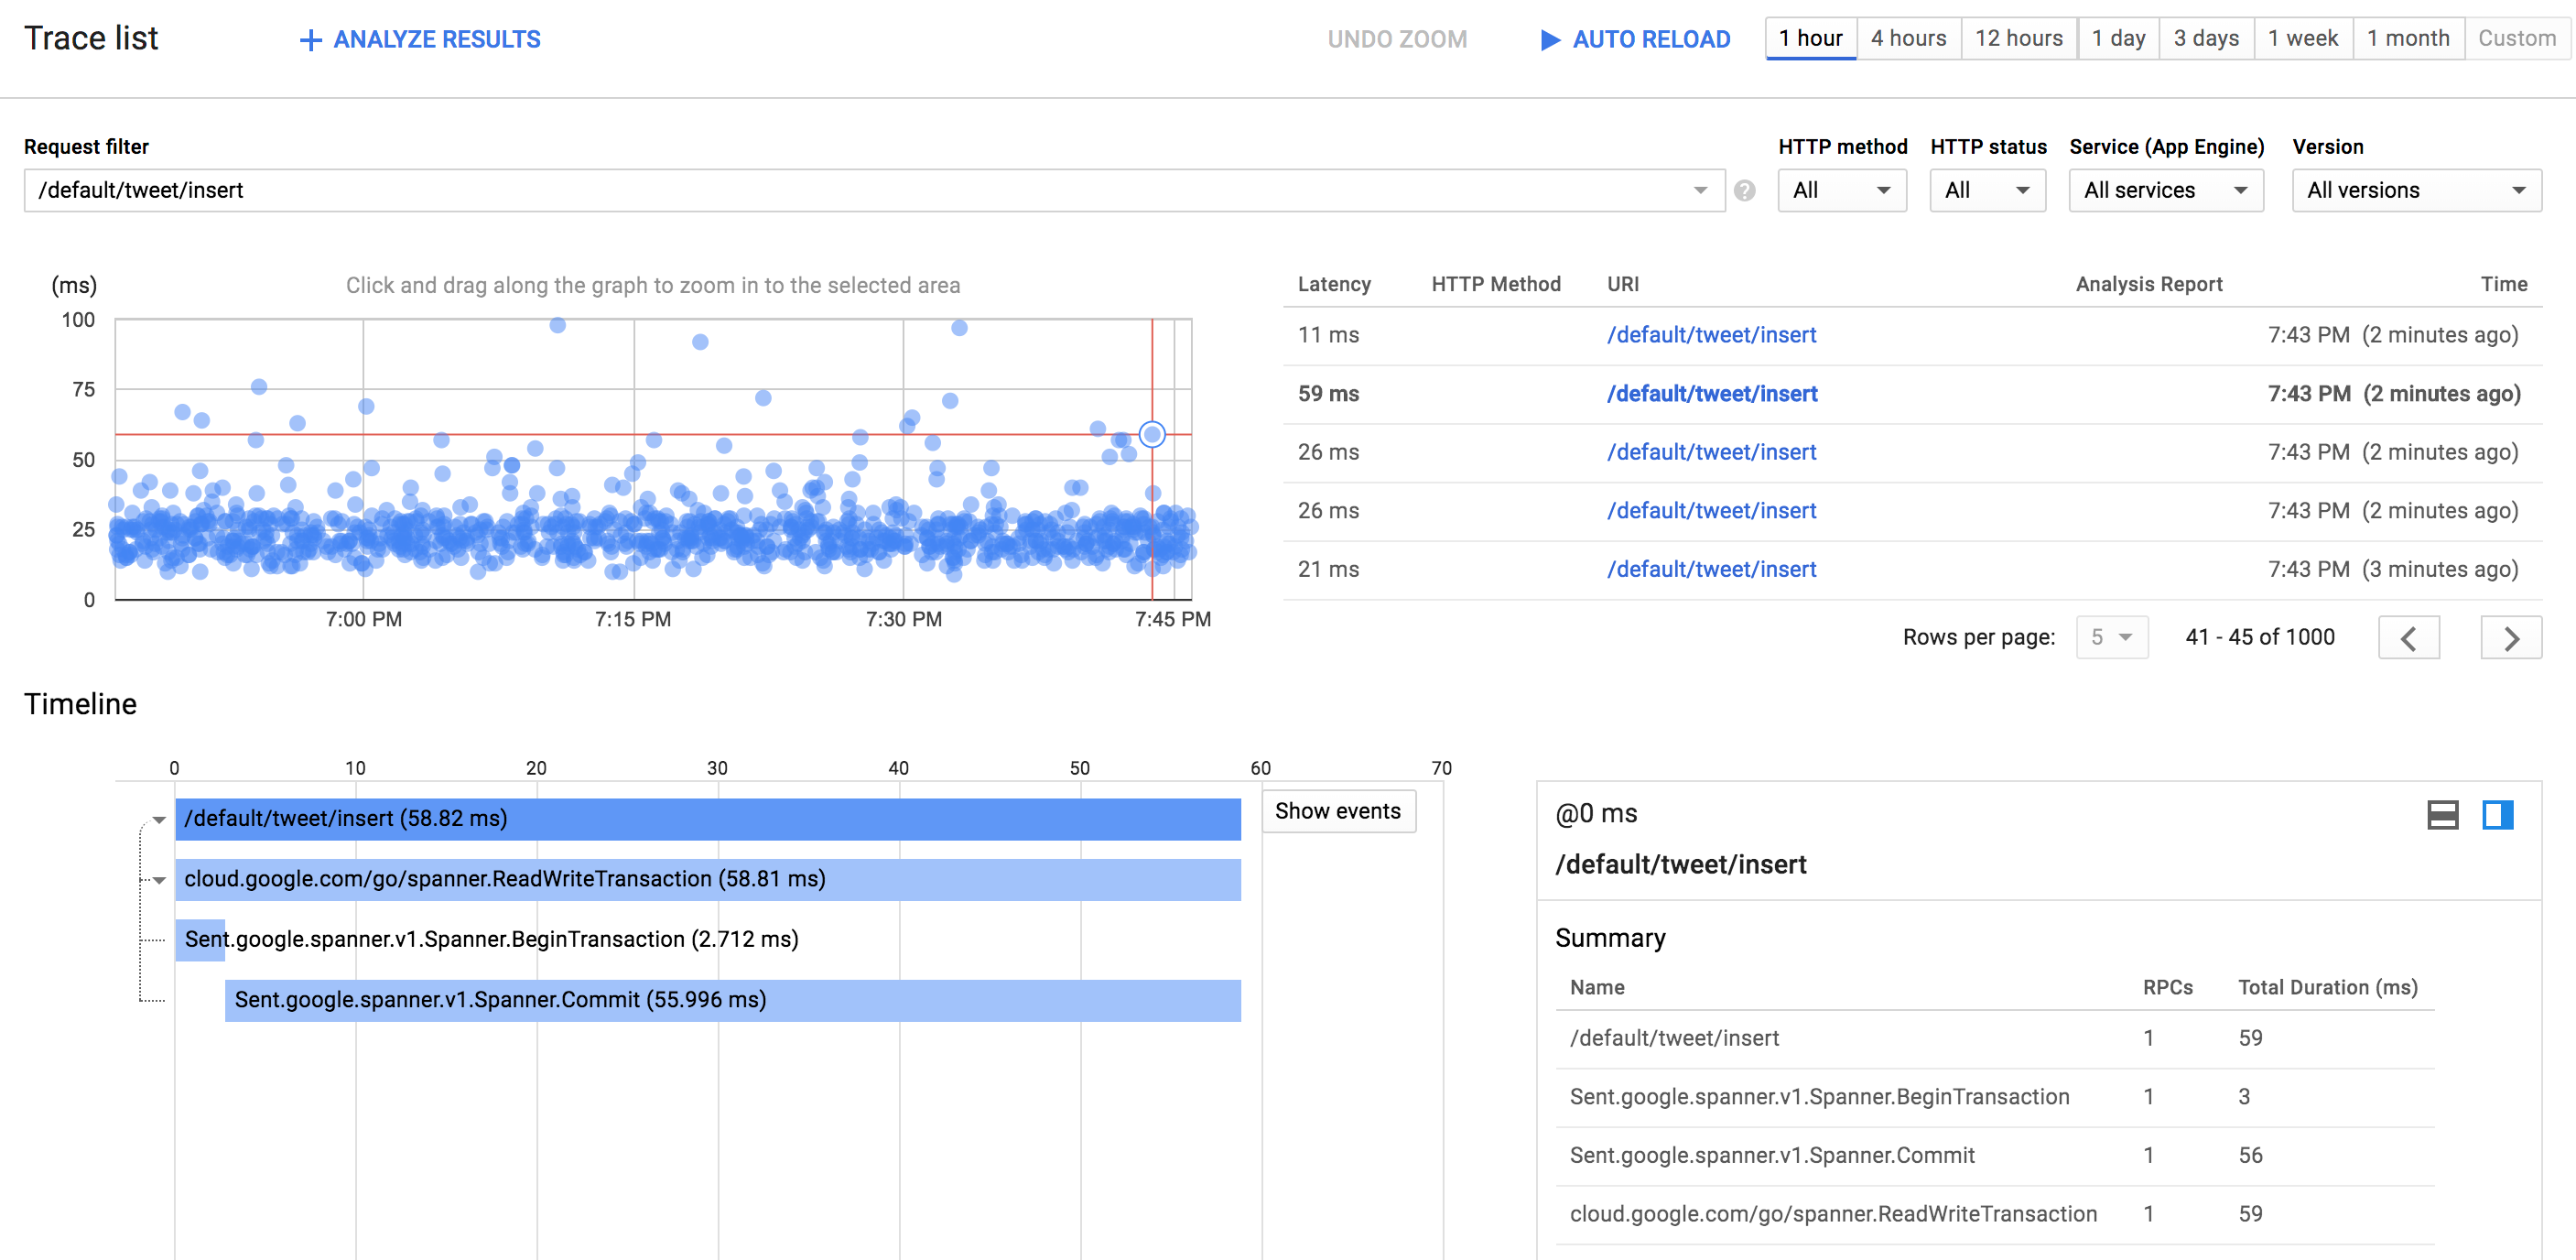 Trace list
ANALYZE RESULTS
UNDO ZOOM
AUTO RELOAD
1 hour
4 hours
12 hours
1 day
3 days
1 week
1 month
Custom
Request filter
HTTP method
HTTP status
Service (App Engine)
Version
/default/tweet/insert
?
All
All
All services
All versions
(ms)
Click and drag along the graph to zoom in to the selected area
100
75
50
25
0
7:00 PM
7:15 PM
7:30 PM
7:45 PM
Latency HTTP Method URI Analysis Report Time
11 ms /default/tweet/insert 7:43 PM (2 minutes ago)
59 ms /default/tweet/insert 7:43 PM (2 minutes ago)
26 ms /default/tweet/insert 7:43 PM (2 minutes ago)
26 ms /default/tweet/insert 7:43 PM (2 minutes ago)
21 ms /default/tweet/insert 7:43 PM (3 minutes ago)
Rows per page: 5 41 - 45 of 1000
Timeline
0 10 20 30 40 50 60 70
/default/tweet/insert (58.82 ms)
Show events
cloud.google.com/go/spanner.ReadWriteTransaction (58.81 ms)
Sent.google.spanner.v1.Spanner.BeginTransaction (2.712 ms)
Sent.google.spanner.v1.Spanner.Commit (55.996 ms)
@0 ms
/default/tweet/insert
Summary
Name RPCs Total Duration (ms)
/default/tweet/insert 1 59
Sent.google.spanner.v1.Spanner.BeginTransaction 1 3
Sent.google.spanner.v1.Spanner.Commit 1 56
cloud.google.com/go/spanner.ReadWriteTransaction 1 59